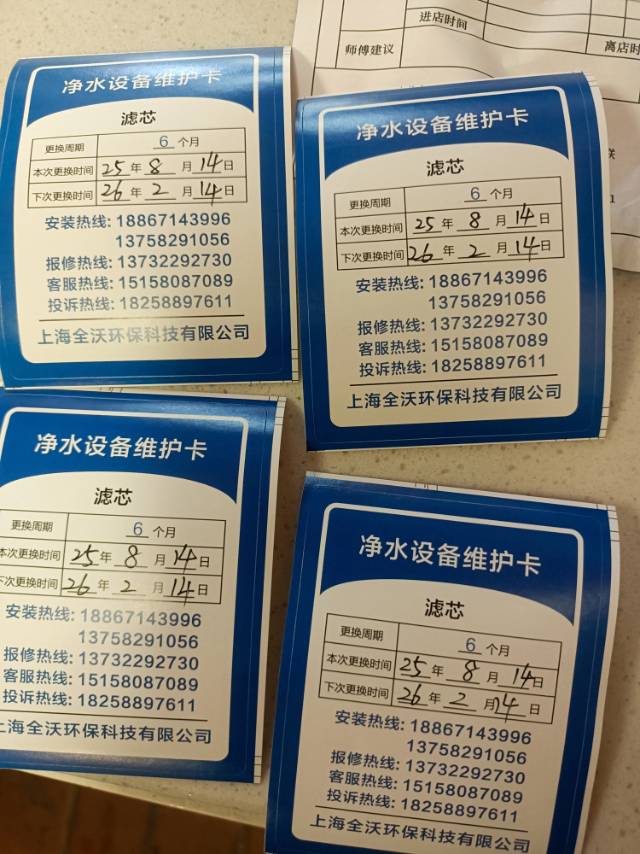 进店时间
师傅建议
离店时
联
1
净水设备维护卡
滤芯
更换周期 6 个月
本次更换时间 25 年 8 月 14 日
下次更换时间 26 年 2 月 14 日
安装热线: 18867143996
13758291056
报修热线: 13732292730
客服热线: 15158087089
投诉热线: 18258897611
上海全沃环保科技有限公司
净水设备维护卡
滤芯
更换周期 6 个月
本次更换时间 25 年 8 月 14 日
下次更换时间 26 年 2 月 14 日
安装热线: 18867143996
13758291056
报修热线: 13732292730
客服热线: 15158087089
投诉热线: 18258897611
上海全沃环保科技有限公司
净水设备维护卡
滤芯
更换周期 6 个月
本次更换时间 25 年 8 月 14 日
下次更换时间 26 年 2 月 14 日
安装热线: 18867143996
13758291056
报修热线: 13732292730
客服热线: 15158087089
投诉热线: 18258897611
上海全沃环保科技有限公司
净水设备维护卡
滤芯
更换周期 6 个月
本次更换时间 25 年 8 月 14 日
下次更换时间 26 年 2 月 14 日
安装热线: 18867143996
13758291056
报修热线: 13732292730
客服热线: 15158087089
投诉热线: 18258897611
上海全沃环保科技有限公司